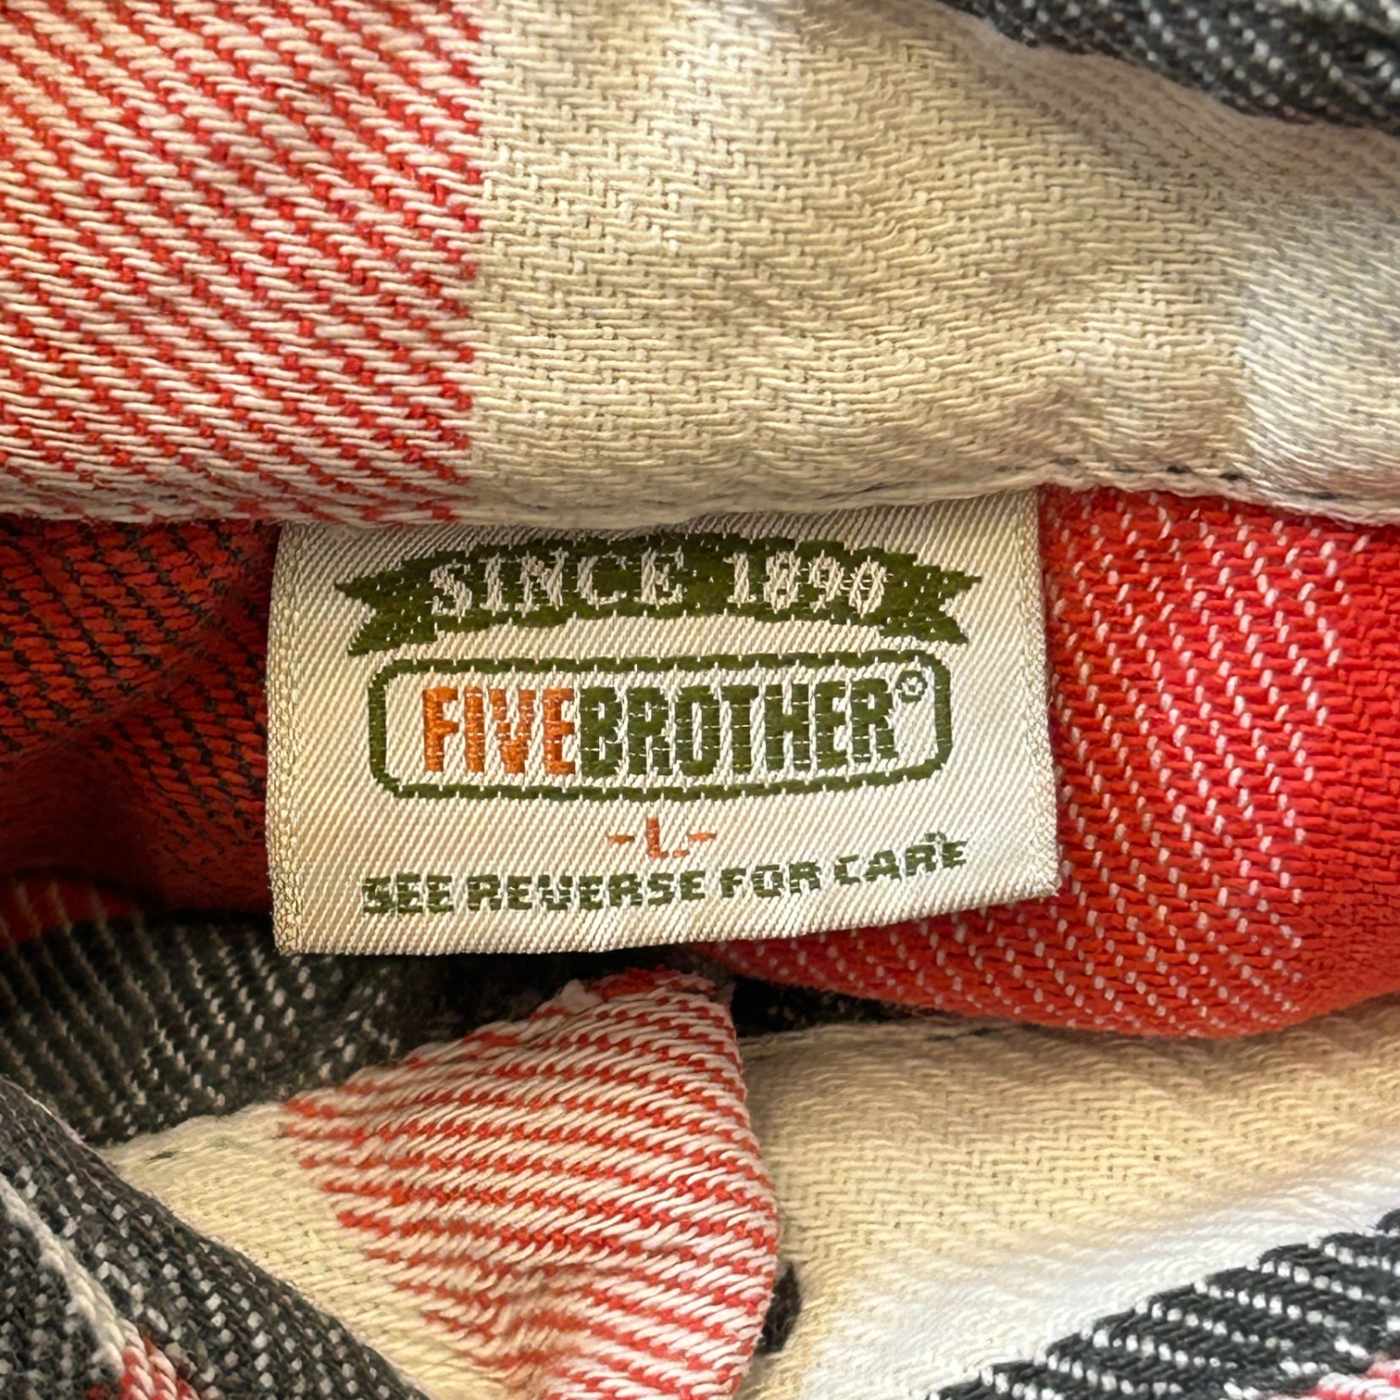 SINCE 1890
FIVEBROTHER®
-L-
SEE REVERSE FOR CARE